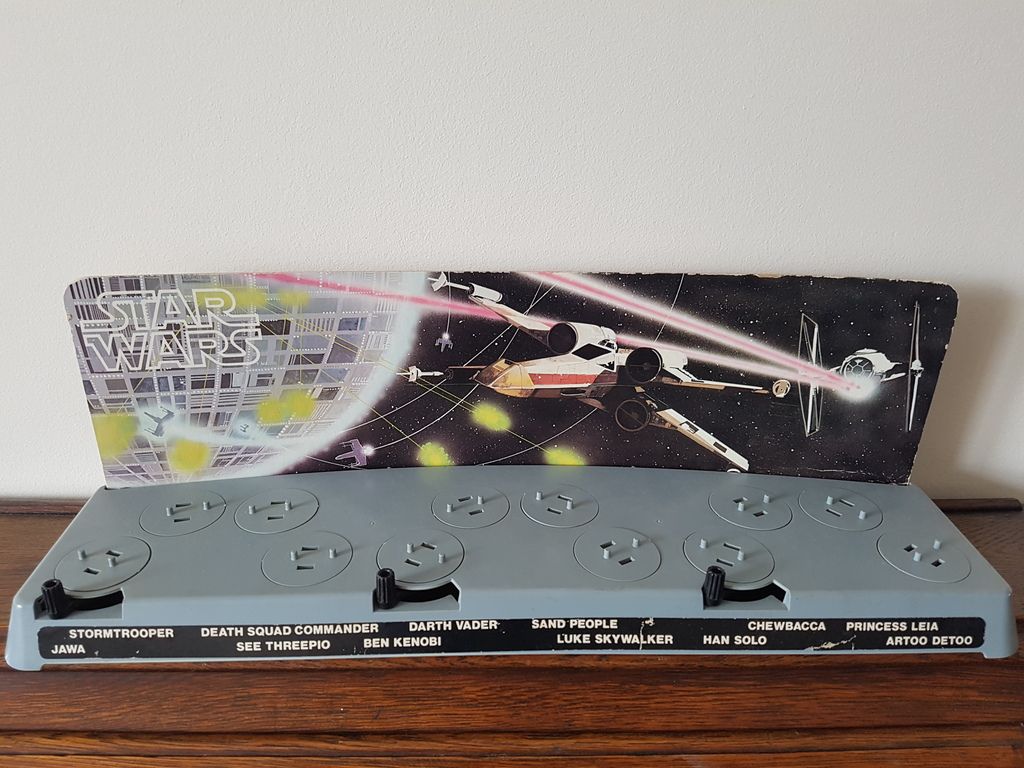 STAR
WARS
STORMTROOPER DEATH SQUAD COMMANDER DARTH VADER SAND PEOPLE CHEWBACCA PRINCESS LEIA
JAWA SEE THREEPIO BEN KENOBI LUKE SKYWALKER HAN SOLO ARTOO DETOO